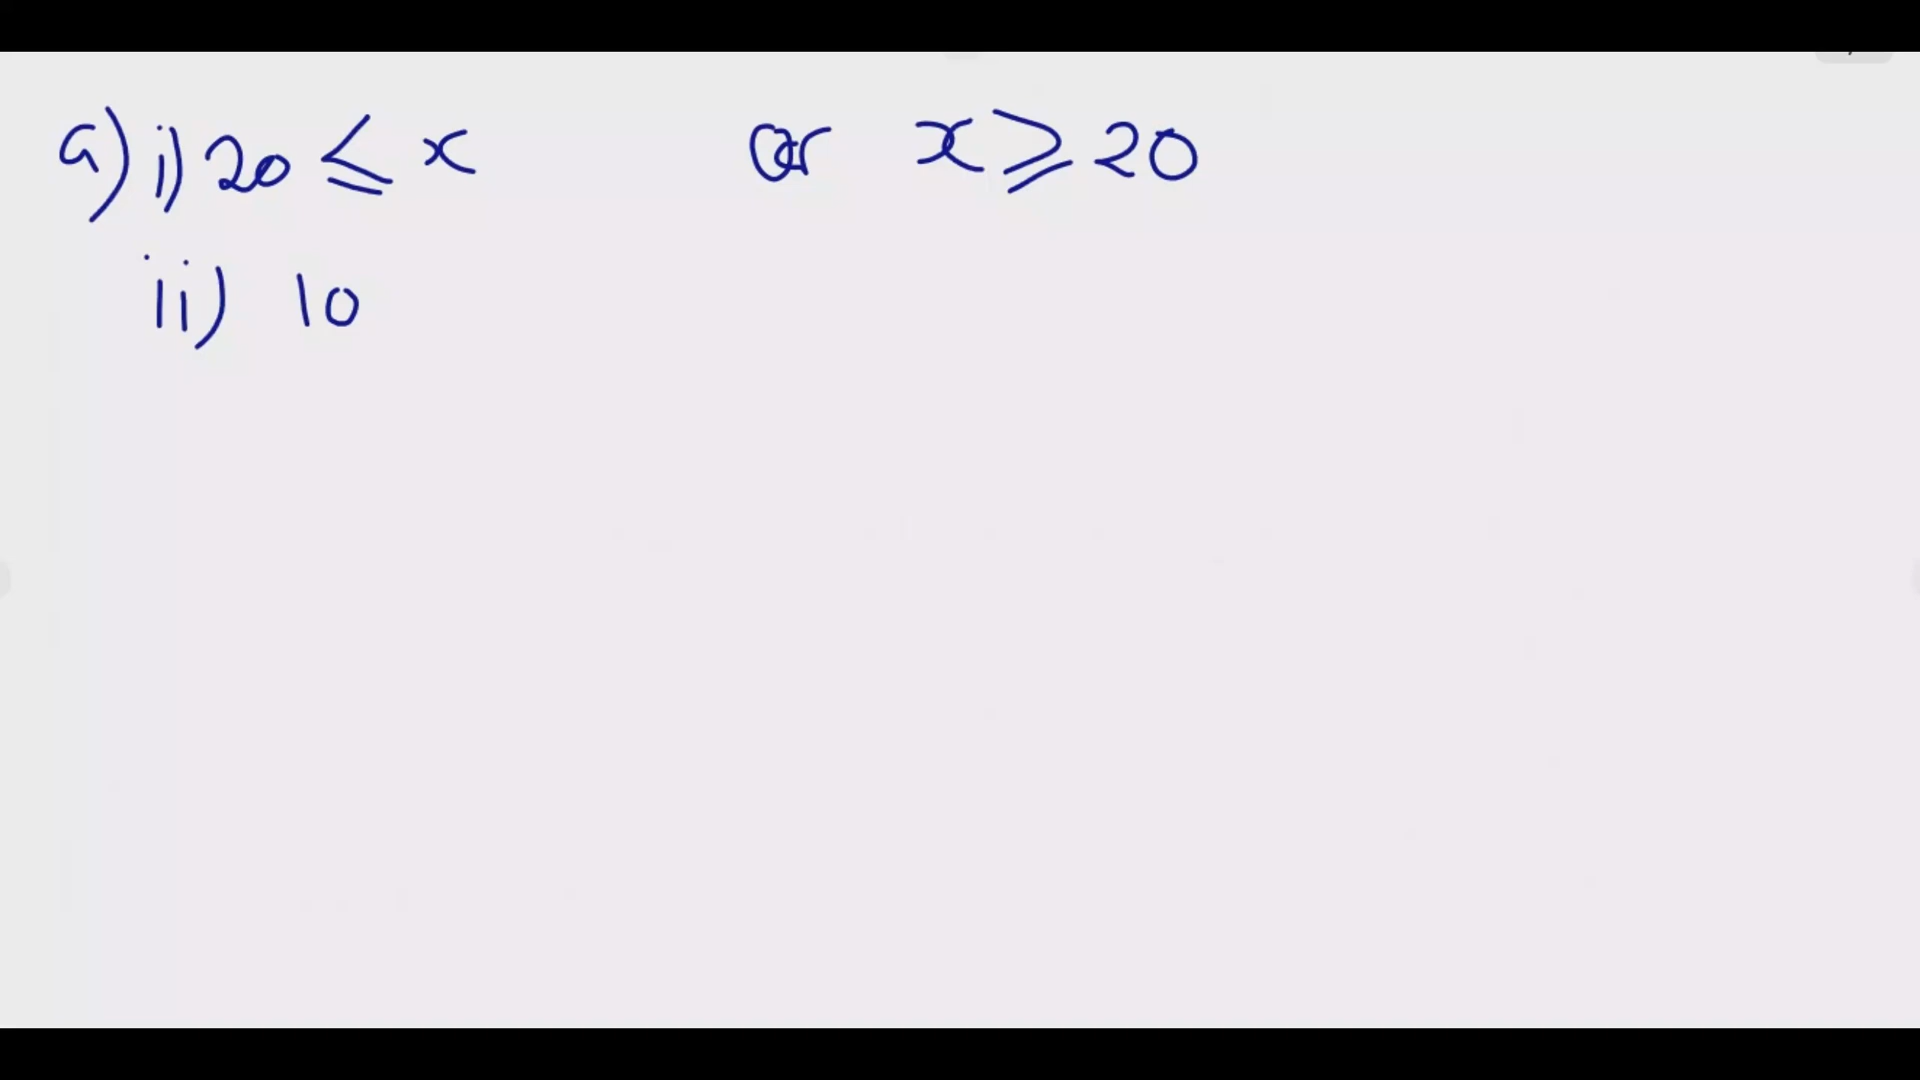 a) i) 20 ≤ x or x ≥ 20
ii) 10